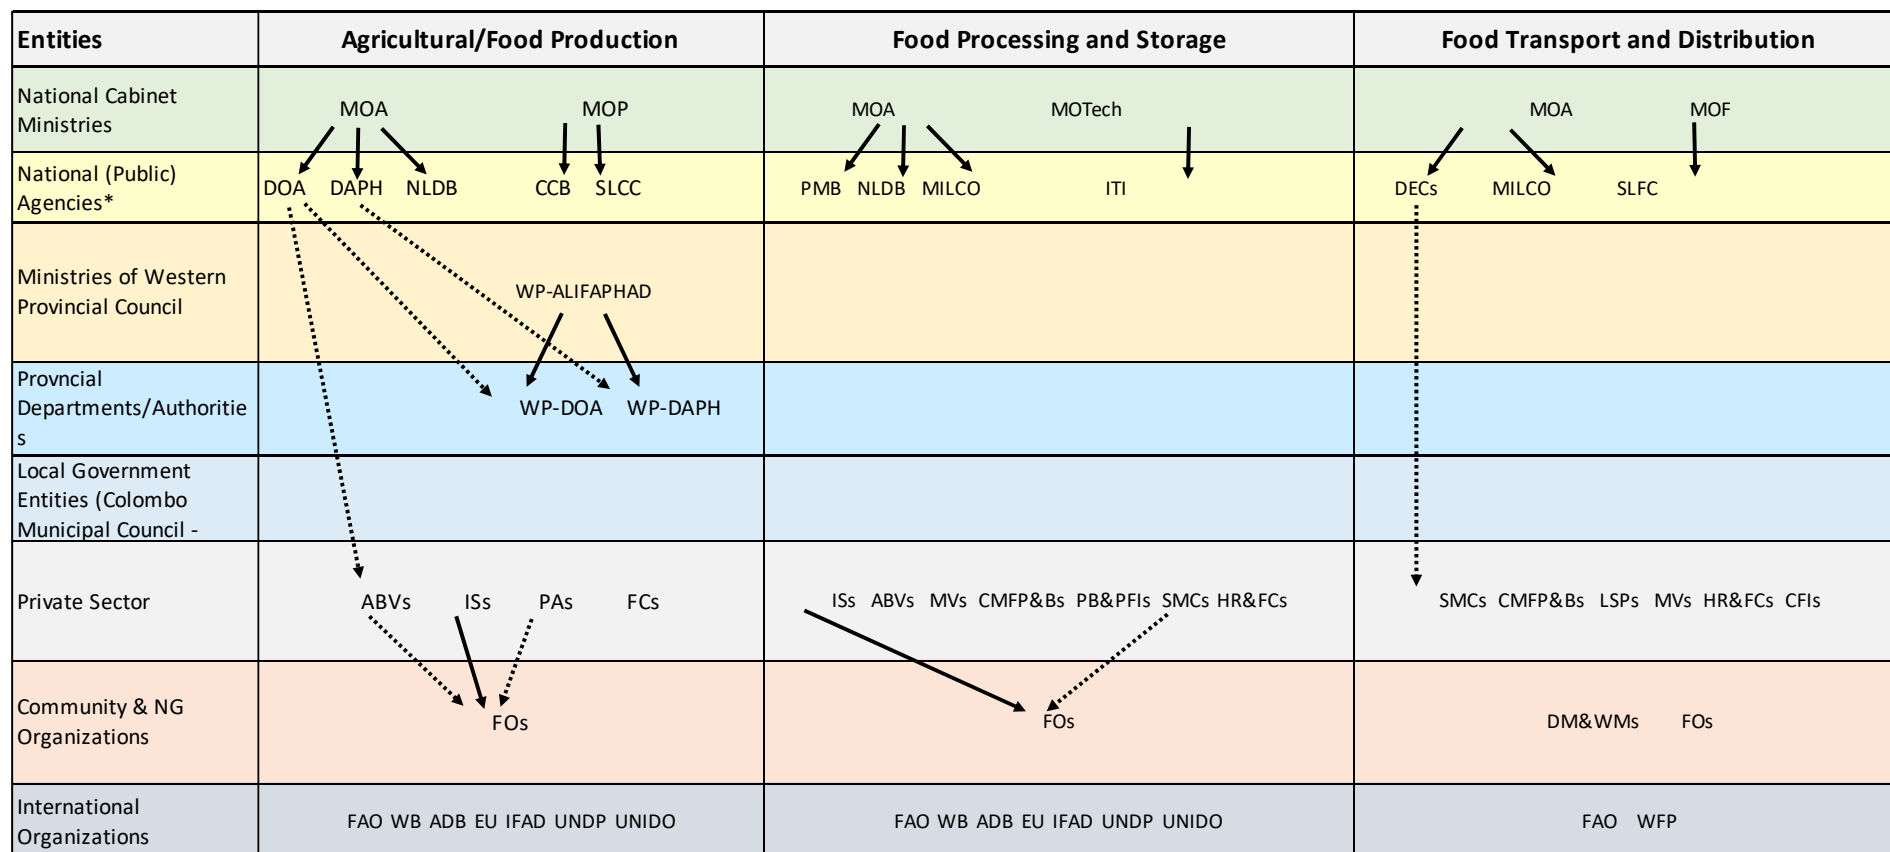 Entities Agricultural/Food Production Food Processing and Storage Food Transport and Distribution
National Cabinet
Ministries
MOA MOP MOA MOTech MOA MOF
National (Public)
Agencies*
DOA DAPH NLDB CCB SLCC PMB NLDB MILCO ITI DECs MILCO SLFC
Ministries of Western
Provincial Council
WP-ALIFAPHAD
Provncial
Departments/Authoritie
s
WP-DOA WP-DAPH
Local Government
Entities (Colombo
Municipal Council -
Private Sector
ABVs ISs PAs FCs ISs ABVs MVs CMFP&Bs PB&PFIs SMCs HR&FCs SMCs CMFP&Bs LSPs MVs HR&FCs CFIs
Community & NG
Organizations
FOs FOs DM&WMs FOs
International
Organizations
FAO WB ADB EU IFAD UNDP UNIDO FAO WB ADB EU IFAD UNDP UNIDO FAO WFP